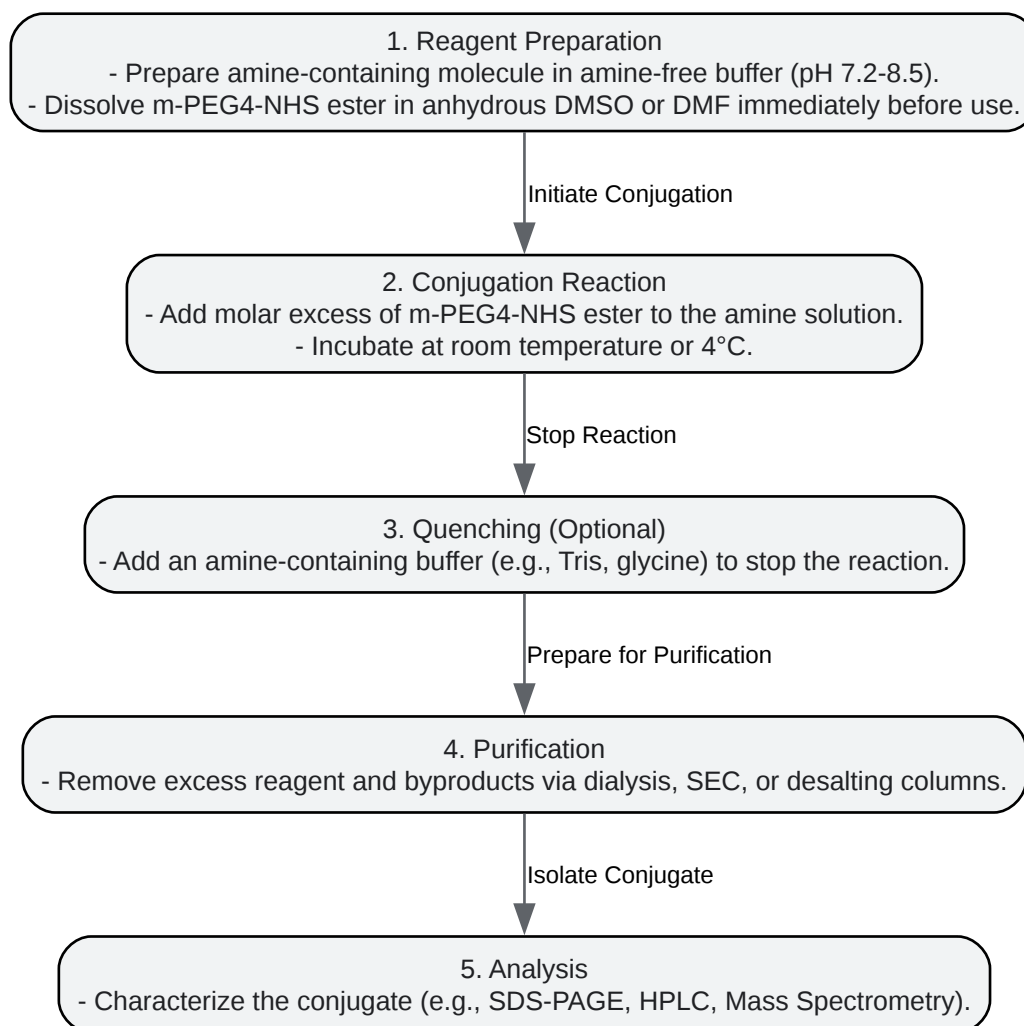 1. Reagent Preparation
- Prepare amine-containing molecule in amine-free buffer (pH 7.2-8.5).
- Dissolve m-PEG4-NHS ester in anhydrous DMSO or DMF immediately before use.
Initiate Conjugation
2. Conjugation Reaction
- Add molar excess of m-PEG4-NHS ester to the amine solution.
- Incubate at room temperature or 4°C.
Stop Reaction
3. Quenching (Optional)
- Add an amine-containing buffer (e.g., Tris, glycine) to stop the reaction.
Prepare for Purification
4. Purification
- Remove excess reagent and byproducts via dialysis, SEC, or desalting columns.
Isolate Conjugate
5. Analysis
- Characterize the conjugate (e.g., SDS-PAGE, HPLC, Mass Spectrometry).